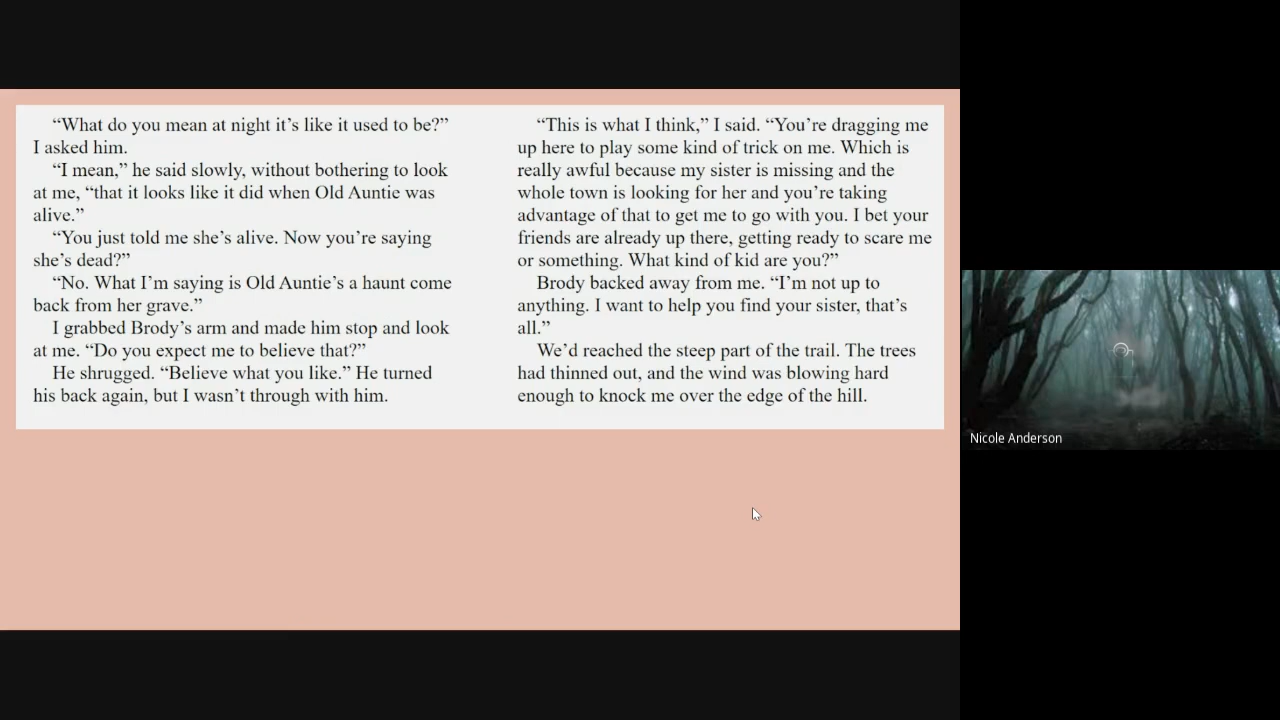 “What do you mean at night it’s like it used to be?”
I asked him.
“I mean,” he said slowly, without bothering to look
at me, “that it looks like it did when Old Auntie was
alive.”
“You just told me she’s alive. Now you’re saying
she’s dead?”
“No. What I’m saying is Old Auntie’s a haunt come
back from her grave.”
I grabbed Brody’s arm and made him stop and look
at me. “Do you expect me to believe that?”
He shrugged. “Believe what you like.” He turned
his back again, but I wasn’t through with him.
“This is what I think,” I said. “You’re dragging me
up here to play some kind of trick on me. Which is
really awful because my sister is missing and the
whole town is looking for her and you’re taking
advantage of that to get me to go with you. I bet your
friends are already up there, getting ready to scare me
or something. What kind of kid are you?”
Brody backed away from me. “I’m not up to
anything. I want to help you find your sister, that’s
all.”
We’d reached the steep part of the trail. The trees
had thinned out, and the wind was blowing hard
enough to knock me over the edge of the hill.
Nicole Anderson